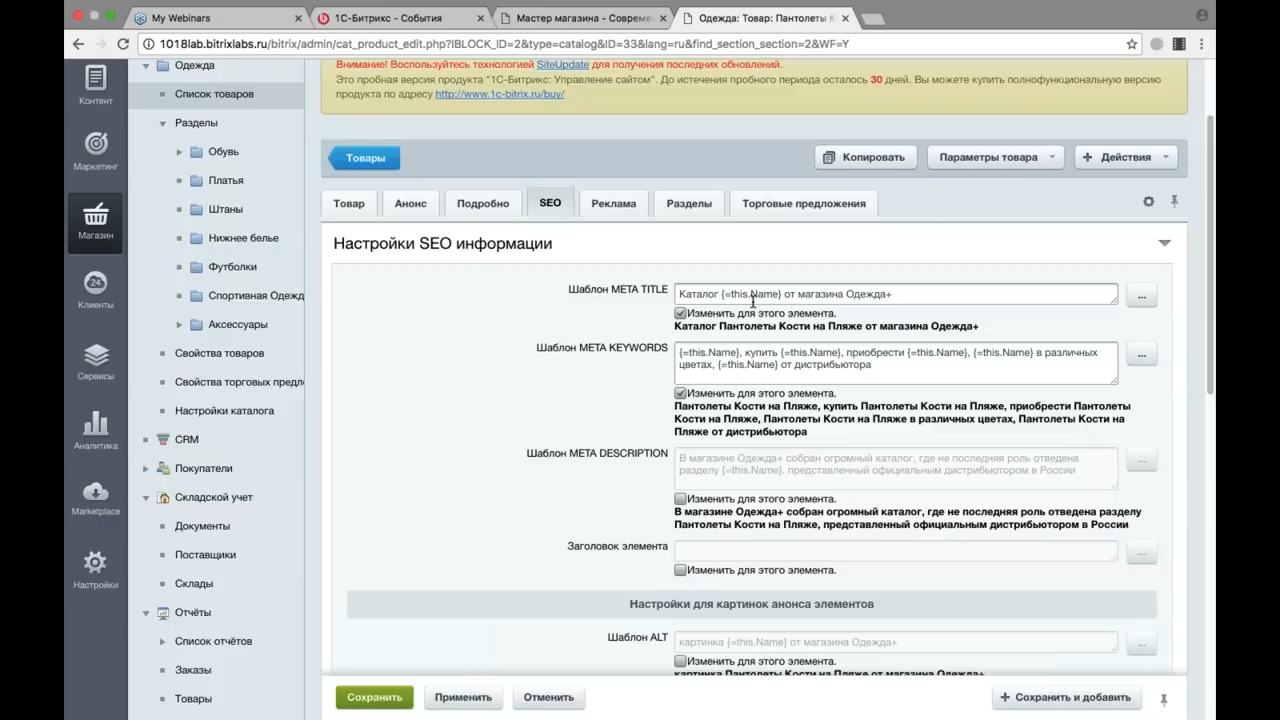 My Webinars
1С-Битрикс - События
Мастер магазина - Совреме
Одежда: Товар: Пантолеты К
1018lab.bitrixlabs.ru/bitrix/admin/cat_product_edit.php?IBLOCK_ID=2&type=catalog&ID=33&lang=ru&find_section_section=2&WF=Y
Контент
Маркетинг
Магазин
24
Клиенты
Сервисы
Аналитика
Marketplace
Настройки
Одежда
Список товаров
Разделы
Обувь
Платья
Штаны
Нижнее белье
Футболки
Спортивная Одежд
Аксессуары
Свойства товаров
Свойства торговых предл
Настройки каталога
CRM
Покупатели
Складской учет
Документы
Поставщики
Склады
Отчёты
Список отчётов
Заказы
Товары
Внимание! Воспользуйтесь технологией SiteUpdate для получения последних обновлений.
Это пробная версия продукта "1С-Битрикс: Управление сайтом". До истечения пробного периода осталось 30 дней. Вы можете купить полнофункциональную версию
продукта по адресу http://www.1c-bitrix.ru/buy/
Товары
Копировать
Параметры товара
+ Действия
Товар
Анонс
Подробно
SEO
Реклама
Разделы
Торговые предложения
Настройки SEO информации
Шаблон META TITLE
Каталог {=this.Name} от магазина Одежда+
...
Изменить для этого элемента.
Каталог Пантолеты Кости на Пляже от магазина Одежда+
Шаблон META KEYWORDS
{=this.Name}, купить {=this.Name}, приобрести {=this.Name}, {=this.Name} в различных
цветах, {=this.Name} от дистрибьютора
...
Изменить для этого элемента.
Пантолеты Кости на Пляже, купить Пантолеты Кости на Пляже, приобрести Пантолеты
Кости на Пляже, Пантолеты Кости на Пляже в различных цветах, Пантолеты Кости на
Пляже от дистрибьютора
Шаблон META DESCRIPTION
В магазине Одежда+ собран огромный каталог, где не последняя роль отведена
разделу {=this.Name}, представленный официальным дистрибьютором в России
...
Изменить для этого элемента.
В магазине Одежда+ собран огромный каталог, где не последняя роль отведена разделу
Пантолеты Кости на Пляже, представленный официальным дистрибьютором в России
Заголовок элемента
...
Изменить для этого элемента.
Настройки для картинок анонса элементов
Шаблон ALT
картинка {=this.Name} от магазина Одежда+
...
Изменить для этого элемента.
картинка Пантолеты Кости на Пляже от магазина Одежда+
Сохранить
Применить
Отменить
+ Сохранить и добавить